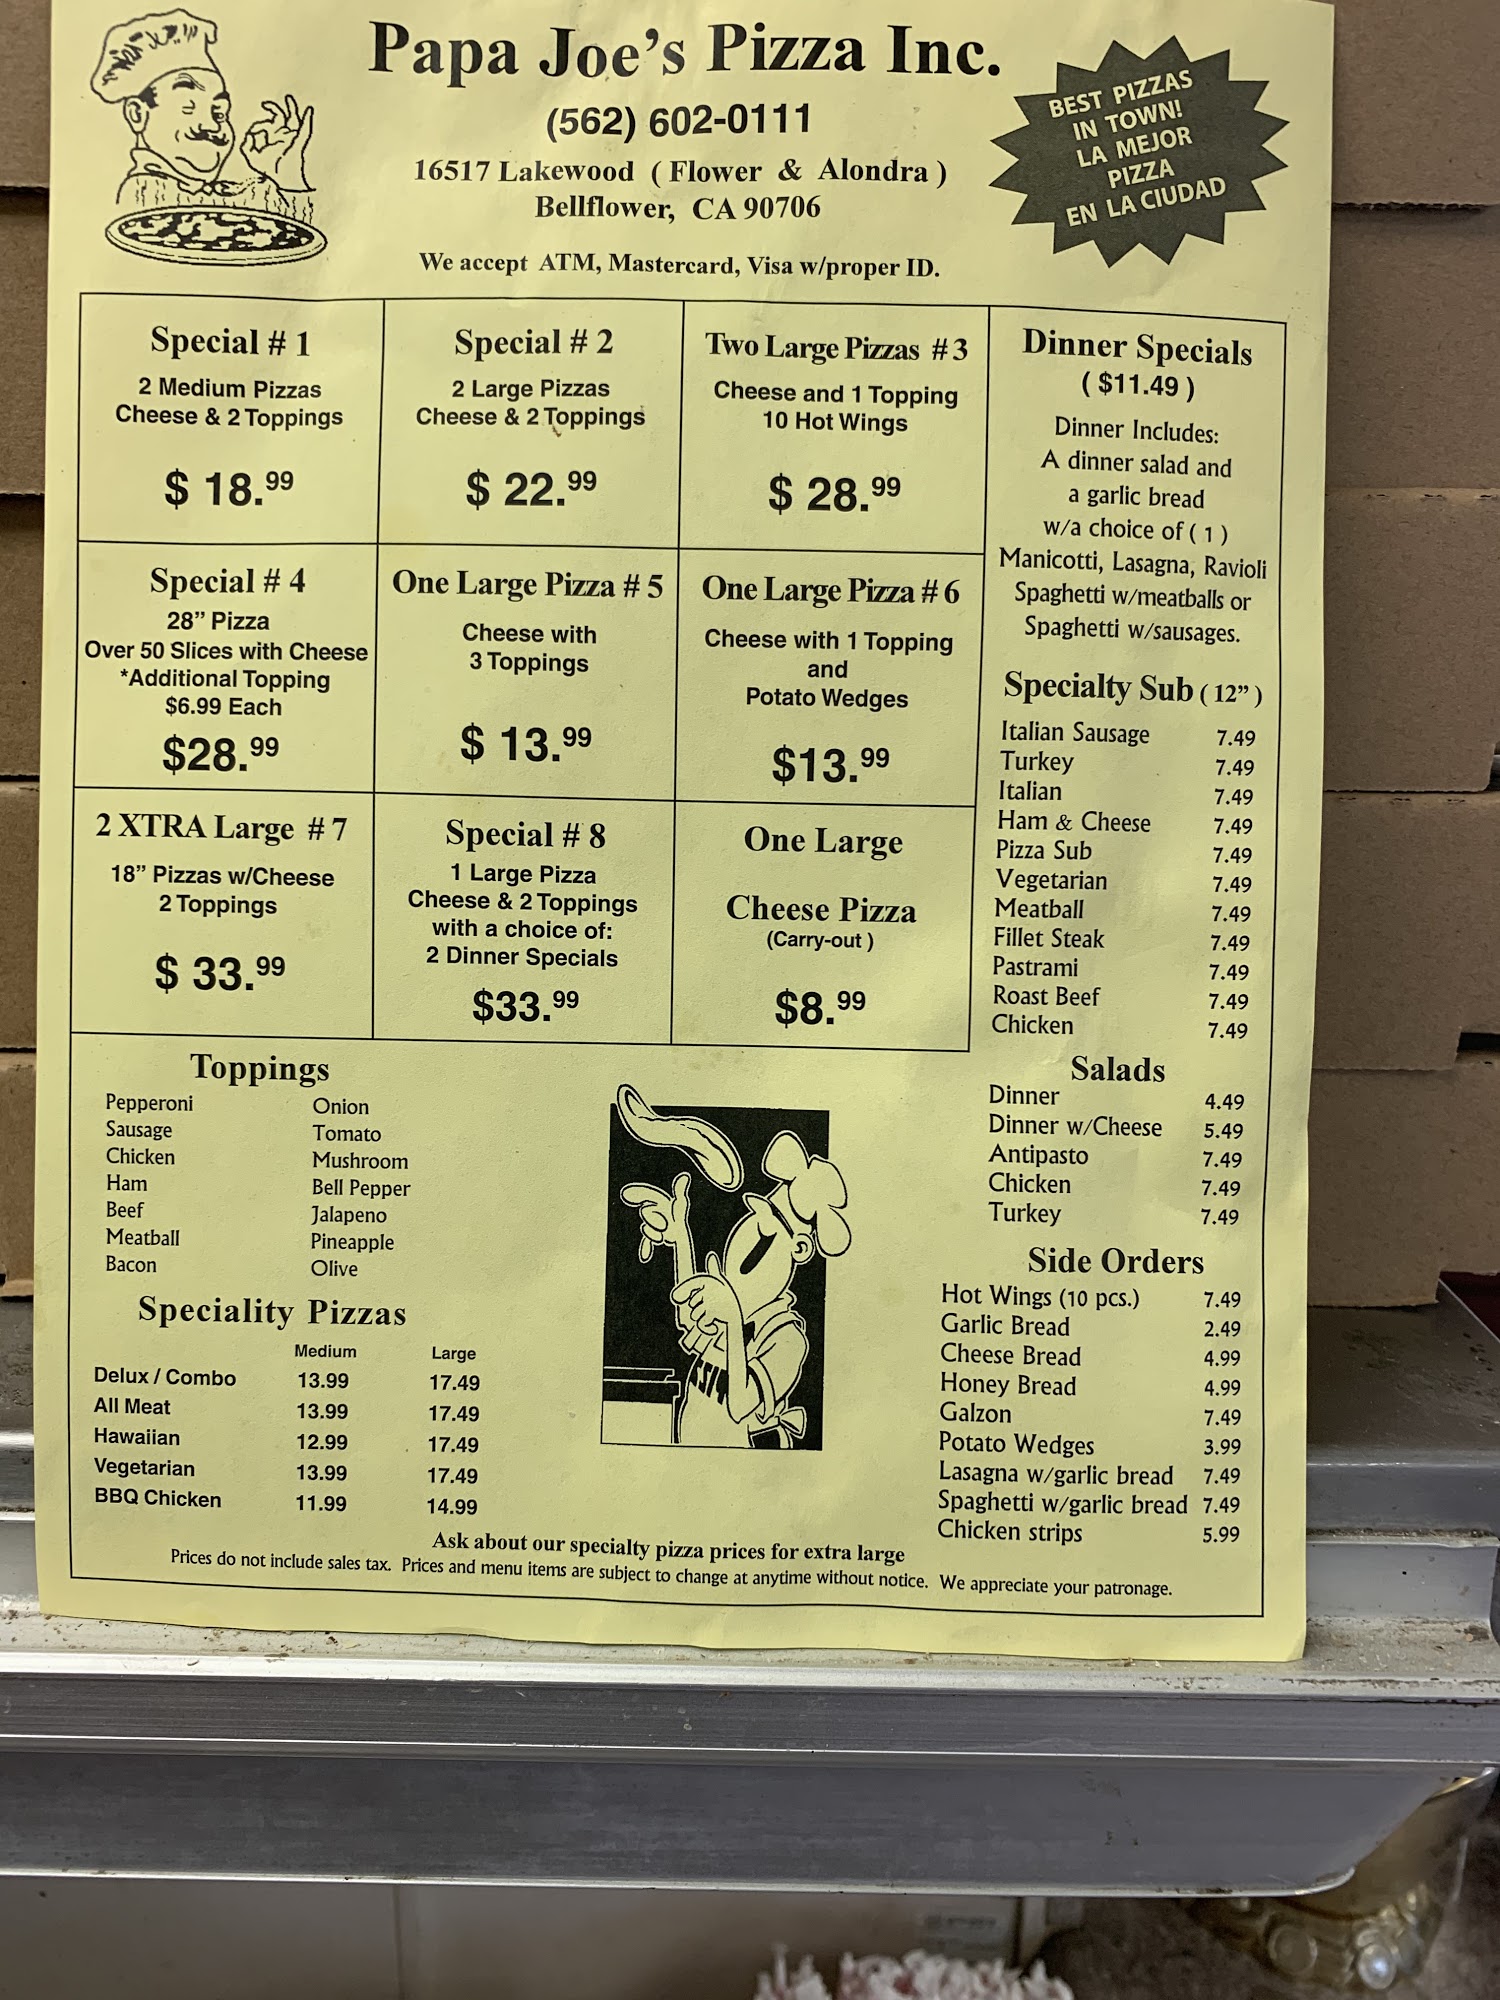 Papa Joe's Pizza Inc.
(562) 602-0111
16517 Lakewood ( Flower & Alondra )
Bellflower, CA 90706
We accept ATM, Mastercard, Visa w/proper ID.
BEST PIZZAS
IN TOWN!
LA MEJOR
PIZZA
EN LA CIUDAD
Special # 1
2 Medium Pizzas
Cheese & 2 Toppings
$ 18.99
Special # 2
2 Large Pizzas
Cheese & 2 Toppings
$ 22.99
Two Large Pizzas # 3
Cheese and 1 Topping
10 Hot Wings
$ 28.99
Special # 4
28" Pizza
Over 50 Slices with Cheese
*Additional Topping
$6.99 Each
$28.99
One Large Pizza # 5
Cheese with
3 Toppings
$ 13.99
One Large Pizza # 6
Cheese with 1 Topping
and
Potato Wedges
$13.99
2 XTRA Large # 7
18" Pizzas w/Cheese
2 Toppings
$ 33.99
Special # 8
1 Large Pizza
Cheese & 2 Toppings
with a choice of:
2 Dinner Specials
$33.99
One Large
Cheese Pizza
(Carry-out )
$8.99
Dinner Specials
( $11.49 )
Dinner Includes:
A dinner salad and
a garlic bread
w/a choice of ( 1 )
Manicotti, Lasagna, Ravioli
Spaghetti w/meatballs or
Spaghetti w/sausages.
Specialty Sub ( 12" )
Italian Sausage 7.49
Turkey 7.49
Italian 7.49
Ham & Cheese 7.49
Pizza Sub 7.49
Vegetarian 7.49
Meatball 7.49
Fillet Steak 7.49
Pastrami 7.49
Roast Beef 7.49
Chicken 7.49
Salads
Dinner 4.49
Dinner w/Cheese 5.49
Antipasto 7.49
Chicken 7.49
Turkey 7.49
Side Orders
Hot Wings (10 pcs.) 7.49
Garlic Bread 2.49
Cheese Bread 4.99
Honey Bread 4.99
Galzon 7.49
Potato Wedges 3.99
Lasagna w/garlic bread 7.49
Spaghetti w/garlic bread 7.49
Chicken strips 5.99
Toppings
Pepperoni Onion
Sausage Tomato
Chicken Mushroom
Ham Bell Pepper
Beef Jalapeno
Meatball Pineapple
Bacon Olive
Speciality Pizzas
Medium Large
Delux / Combo 13.99 17.49
All Meat 13.99 17.49
Hawaiian 12.99 17.49
Vegetarian 13.99 17.49
BBQ Chicken 11.99 14.99
Ask about our specialty pizza prices for extra large
Prices do not include sales tax. Prices and menu items are subject to change at anytime without notice. We appreciate your patronage.